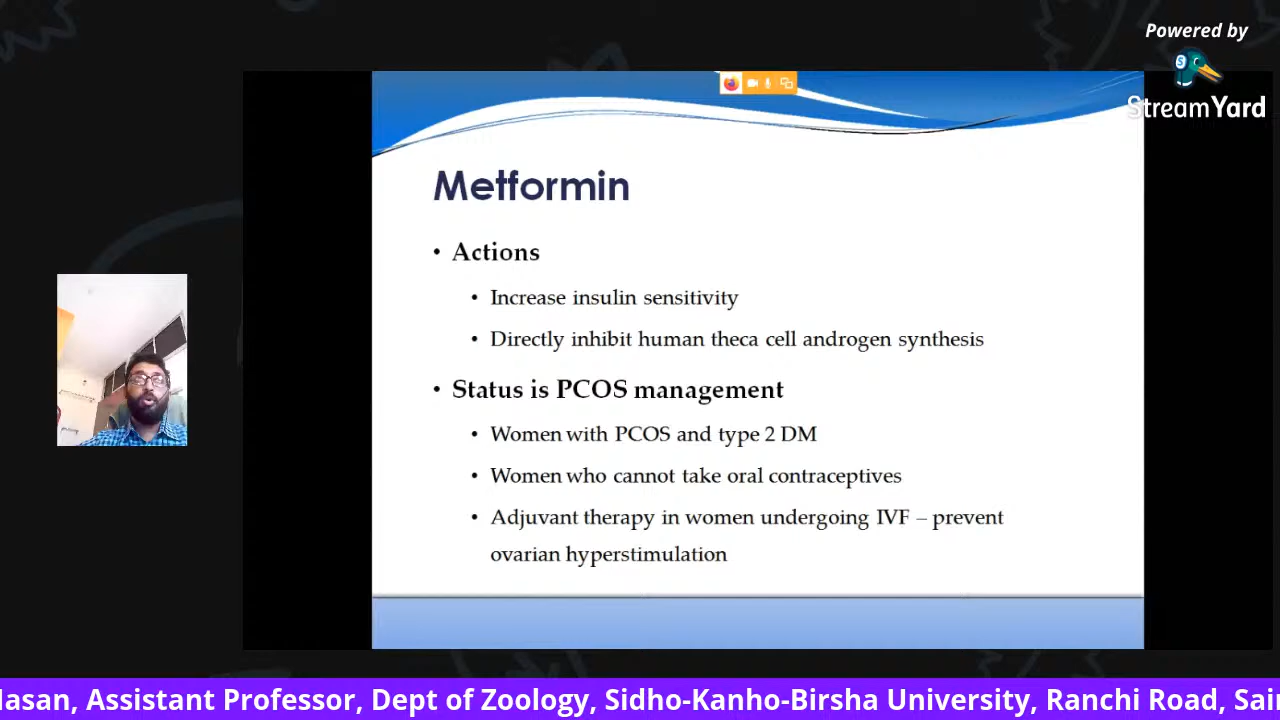 Powered by
StreamYard
Metformin
• Actions
• Increase insulin sensitivity
• Directly inhibit human theca cell androgen synthesis
• Status is PCOS management
• Women with PCOS and type 2 DM
• Women who cannot take oral contraceptives
• Adjuvant therapy in women undergoing IVF – prevent
ovarian hyperstimulation
Assistant Professor, Dept of Zoology, Sidho-Kanho-Birsha University, Ranchi Road,